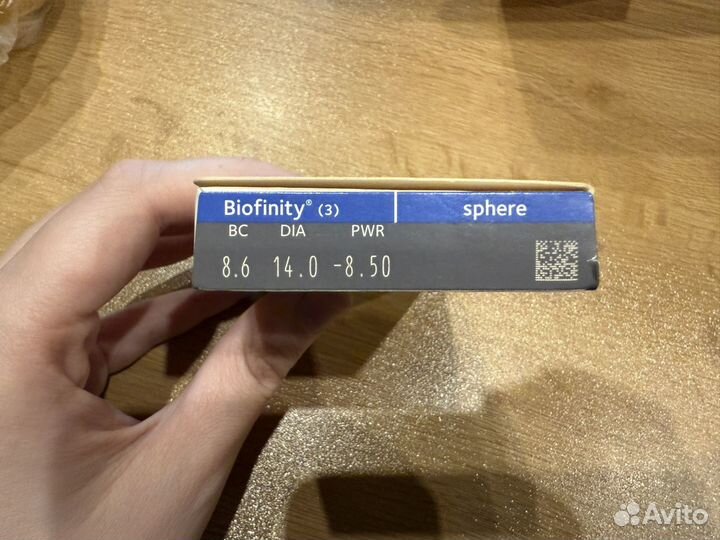 Biofinity® (3) sphere
BC DIA PWR
8.6 14.0 -8.50
Avito